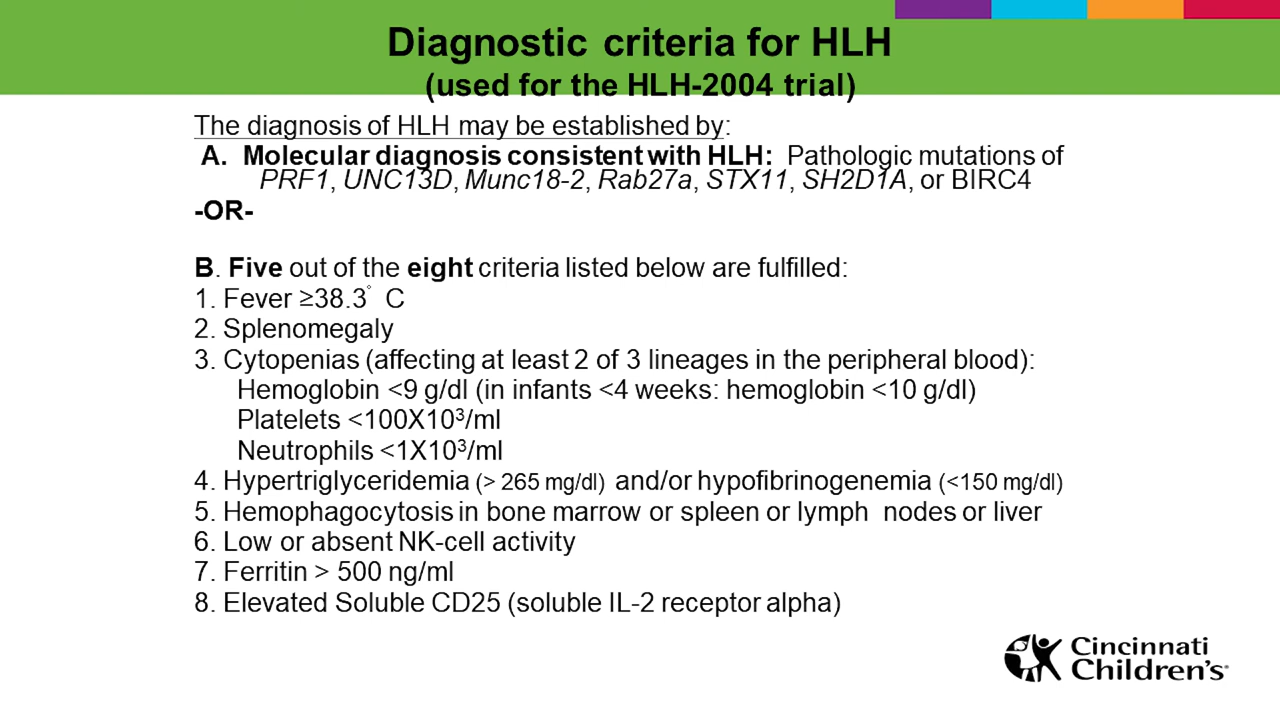 Diagnostic criteria for HLH
(used for the HLH-2004 trial)
The diagnosis of HLH may be established by:
A. Molecular diagnosis consistent with HLH: Pathologic mutations of
PRF1, UNC13D, Munc18-2, Rab27a, STX11, SH2D1A, or BIRC4
-OR-
B. Five out of the eight criteria listed below are fulfilled:
1. Fever ≥38.3° C
2. Splenomegaly
3. Cytopenias (affecting at least 2 of 3 lineages in the peripheral blood):
Hemoglobin <9 g/dl (in infants <4 weeks: hemoglobin <10 g/dl)
Platelets <100X10³/ml
Neutrophils <1X10³/ml
4. Hypertriglyceridemia (> 265 mg/dl) and/or hypofibrinogenemia (<150 mg/dl)
5. Hemophagocytosis in bone marrow or spleen or lymph nodes or liver
6. Low or absent NK-cell activity
7. Ferritin > 500 ng/ml
8. Elevated Soluble CD25 (soluble IL-2 receptor alpha)
Cincinnati
Children's